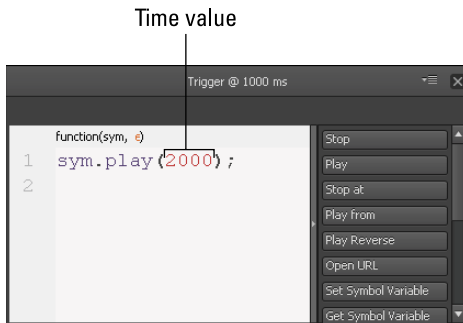 Time value
Trigger @ 1000 ms
function(sym, e)
1 sym.play(2000);
2
Stop
Play
Stop at
Play from
Play Reverse
Open URL
Set Symbol Variable
Get Symbol Variable